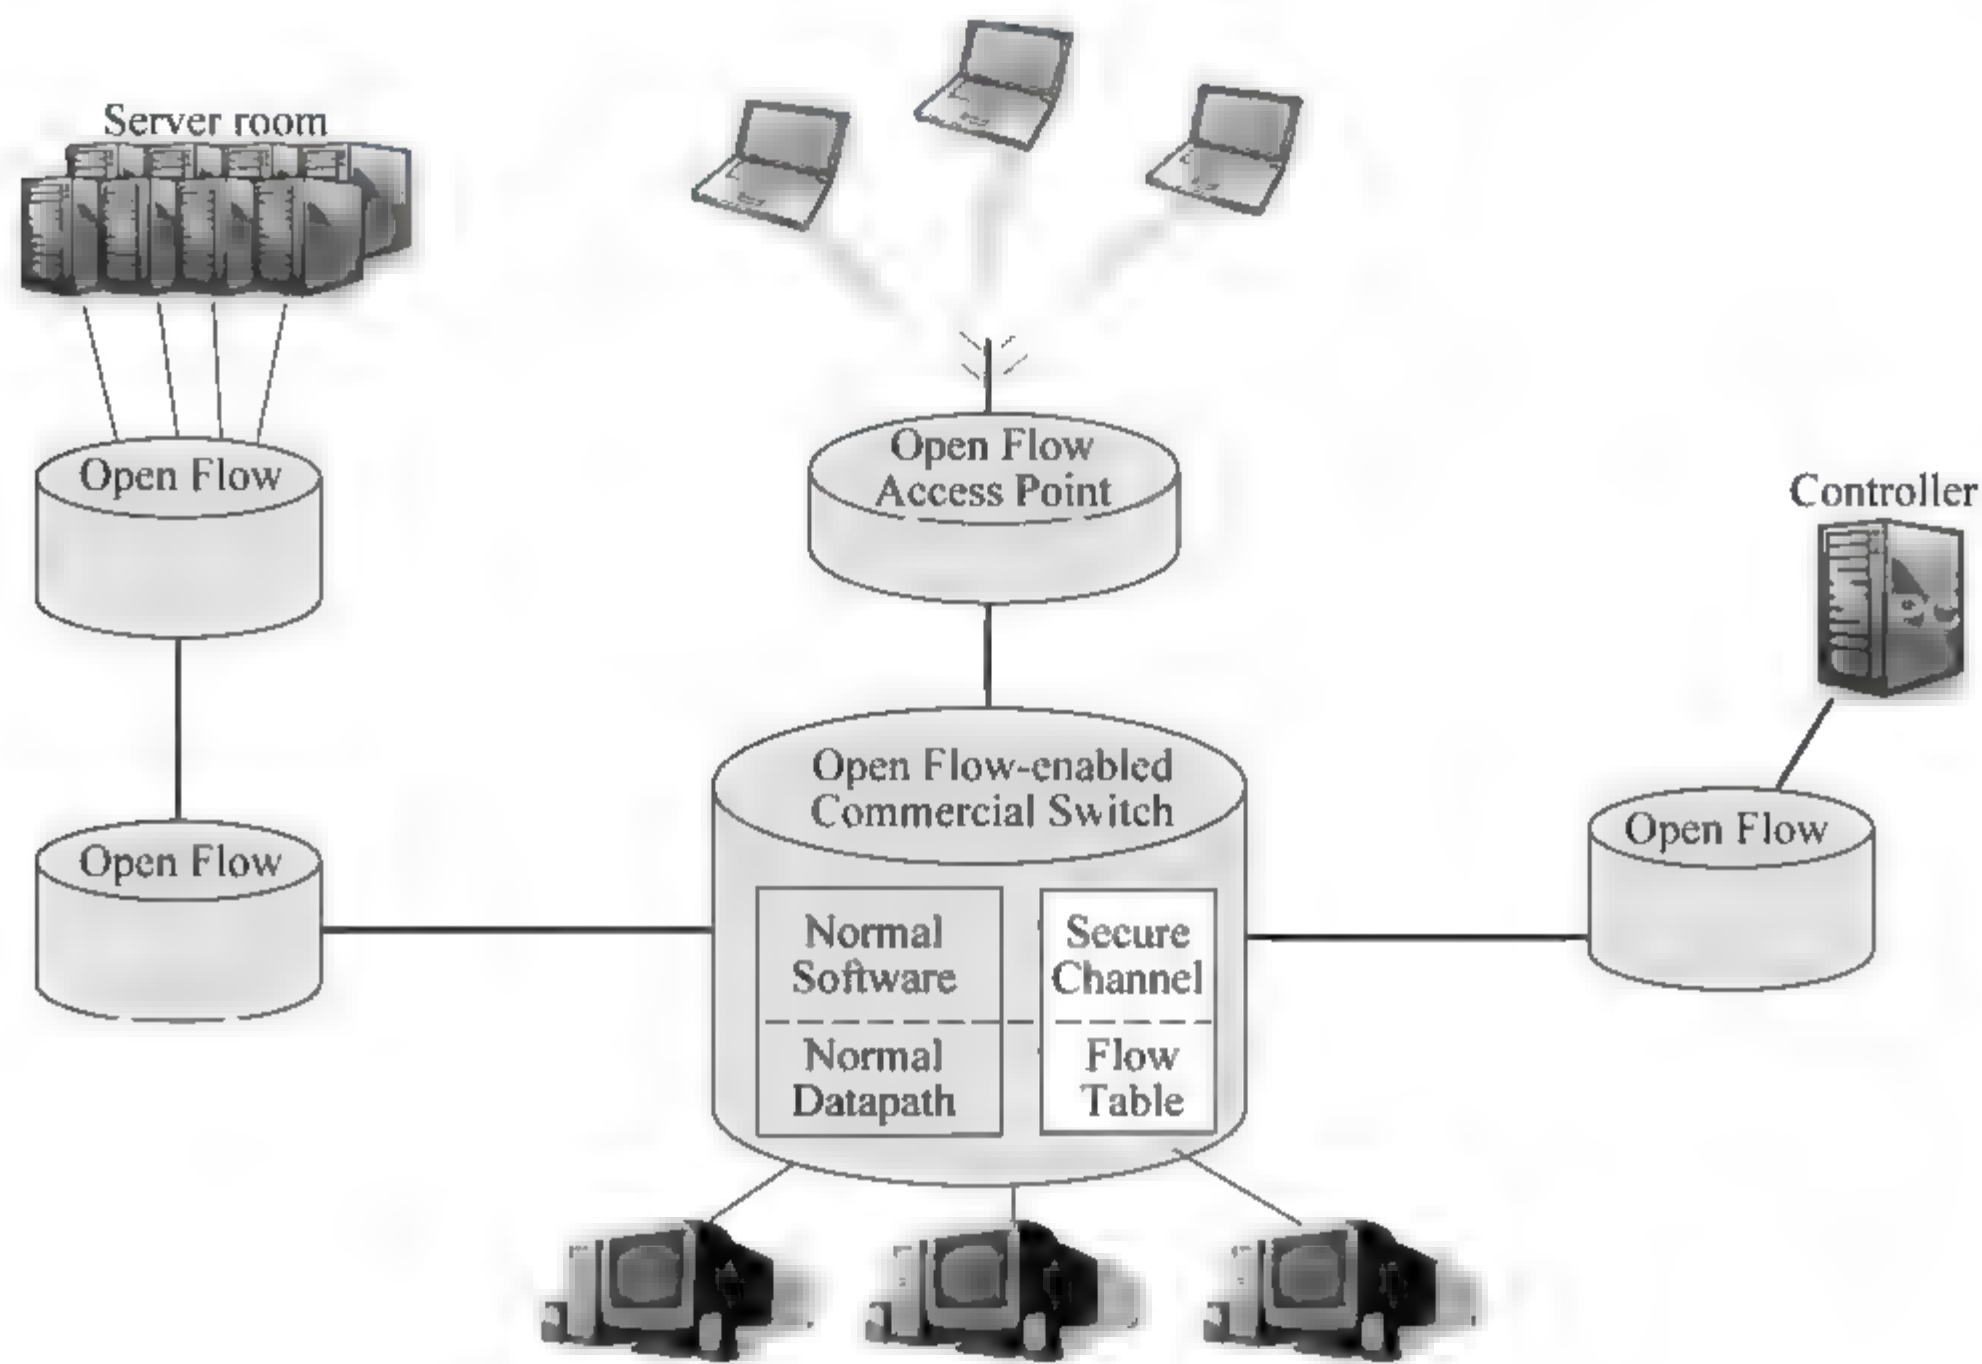 Server room
Open Flow
Access Point
Open Flow
Controller
Open Flow-enabled
Commercial Switch
Open Flow
Open Flow
Normal
Software
Secure
Channel
Normal
Datapath
Flow
Table